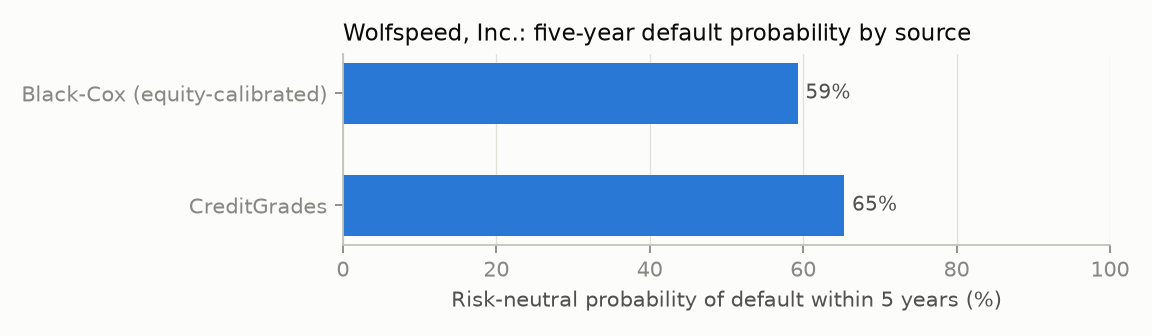 Wolfspeed, Inc.: five-year default probability by source
Black-Cox (equity-calibrated)
59%
CreditGrades
65%
0 20 40 60 80 100
Risk-neutral probability of default within 5 years (%)